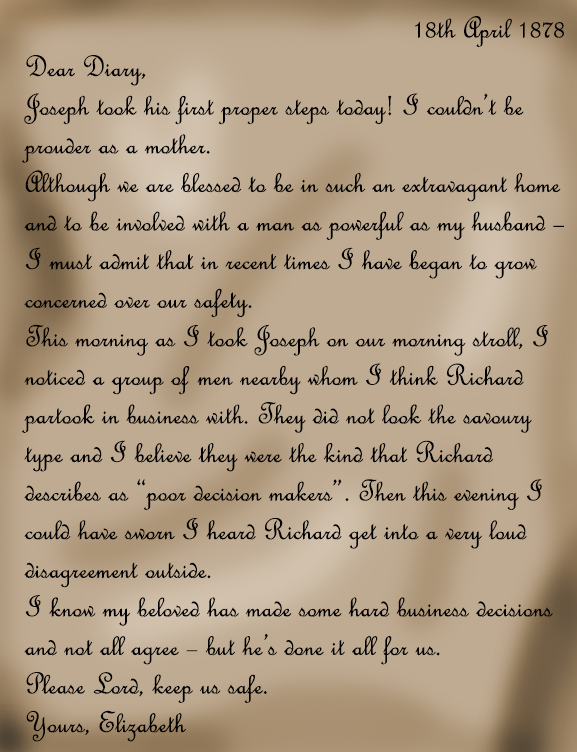 18th April 1878
Dear Diary,
Joseph took his first proper steps today! I couldn't be
prouder as a mother.
Although we are blessed to be in such an extravagant home
and to be involved with a man as powerful as my husband –
I must admit that in recent times I have began to grow
concerned over our safety.
This morning as I took Joseph on our morning stroll, I
noticed a group of men nearby whom I think Richard
partook in business with. They did not look the savoury
type and I believe they were the kind that Richard
describes as “poor decision makers”. Then this evening I
could have sworn I heard Richard get into a very loud
disagreement outside.
I know my beloved has made some hard business decisions
and not all agree – but he's done it all for us.
Please Lord, keep us safe.
Yours, Elizabeth